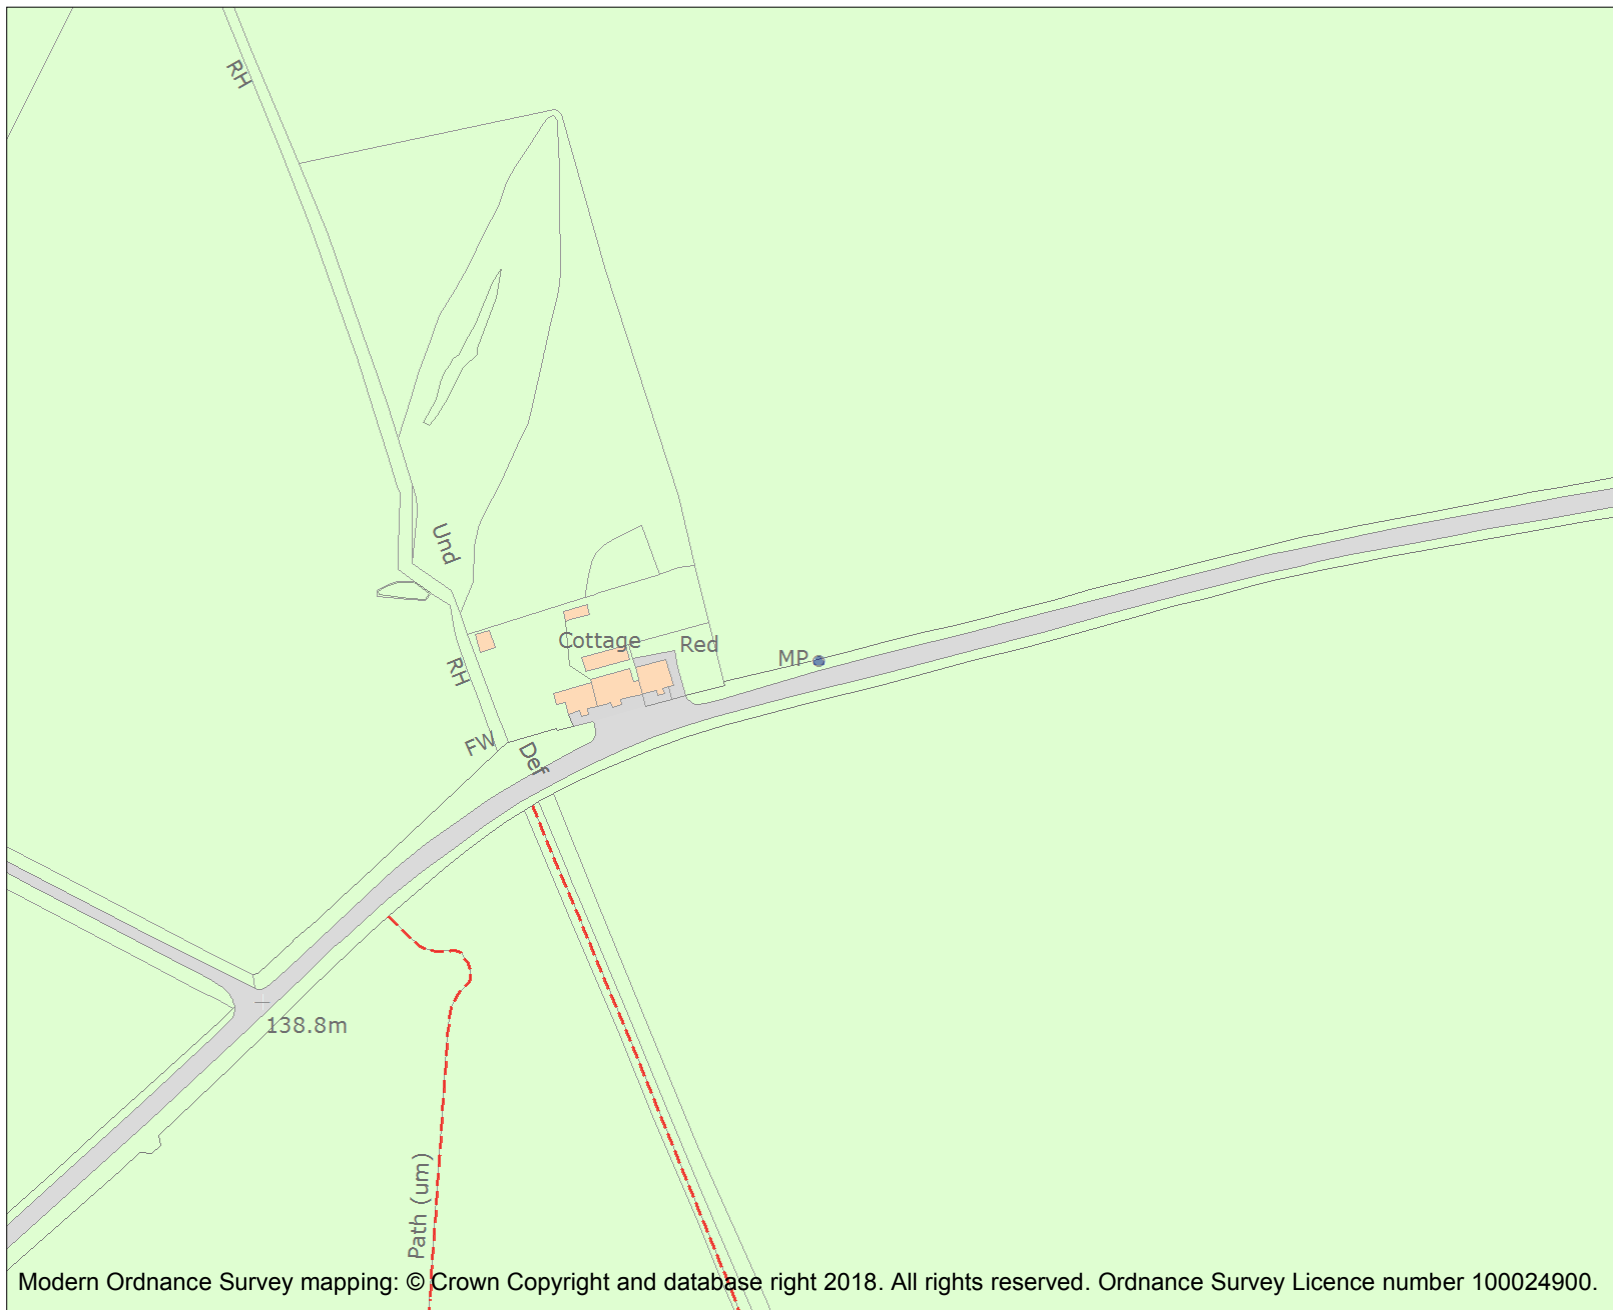 RH
Und
Cottage
Red
MP
RH
FW
Def
138.8m
Path (um)
Modern Ordnance Survey mapping: © Crown Copyright and database right 2018. All rights reserved. Ordnance Survey Licence number 100024900.